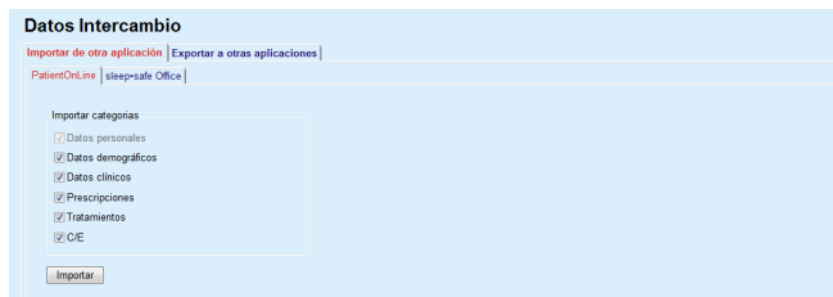 Datos Intercambio
Importar de otra aplicación Exportar a otras aplicaciones
PatientOnLine sleep•safe Office
Importar categorias
Datos personales
Datos demográficos
Datos clínicos
Prescripciones
Tratamientos
C/E
Importar